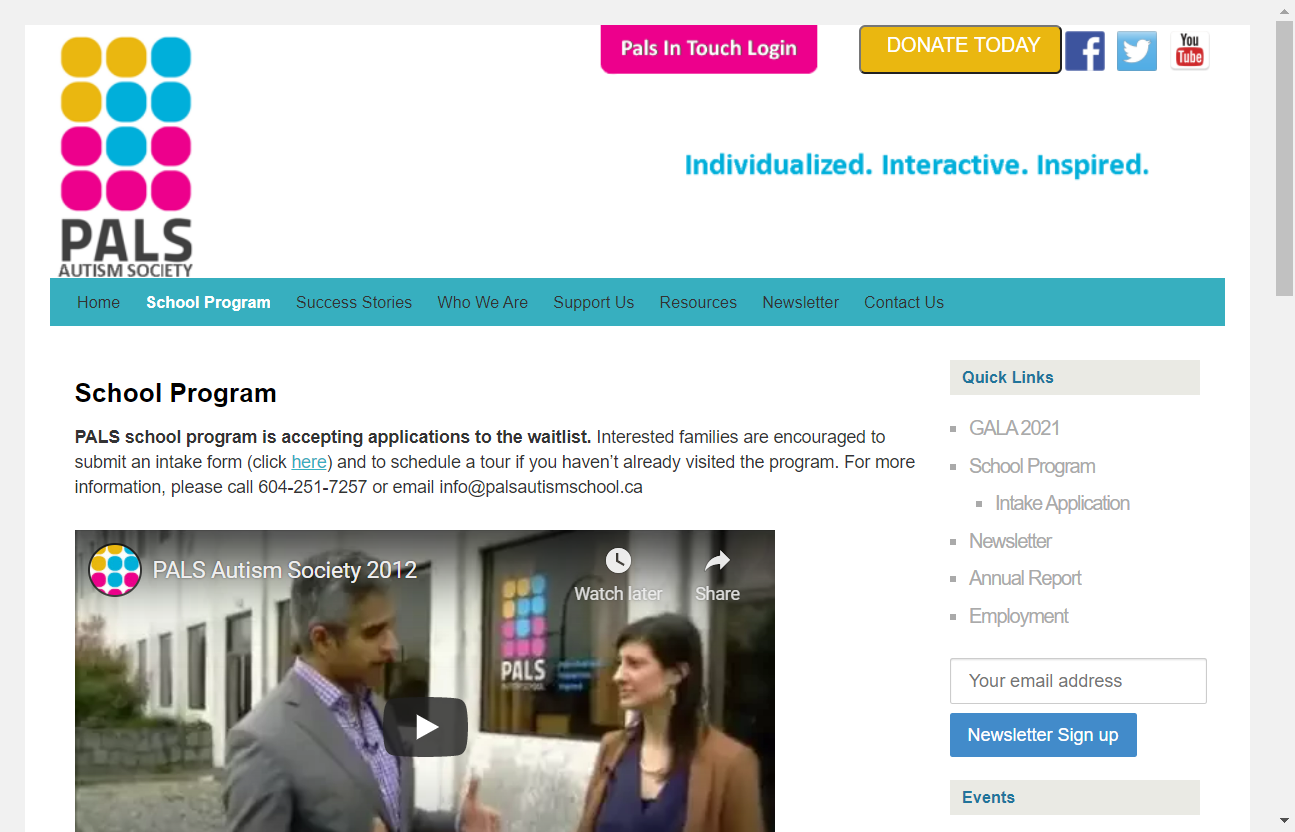 Pals In Touch Login
DONATE TODAY
You
Tube
Individualized. Interactive. Inspired.
PALS
AUTISM SOCIETY
Home School Program Success Stories Who We Are Support Us Resources Newsletter Contact Us
School Program
PALS school program is accepting applications to the waitlist. Interested families are encouraged to
submit an intake form (click here) and to schedule a tour if you haven’t already visited the program. For more
information, please call 604-251-7257 or email info@palsautismschool.ca
PALS Autism Society 2012
Watch later
Share
PALS
Quick Links
GALA 2021
School Program
Intake Application
Newsletter
Annual Report
Employment
Your email address
Newsletter Sign up
Events